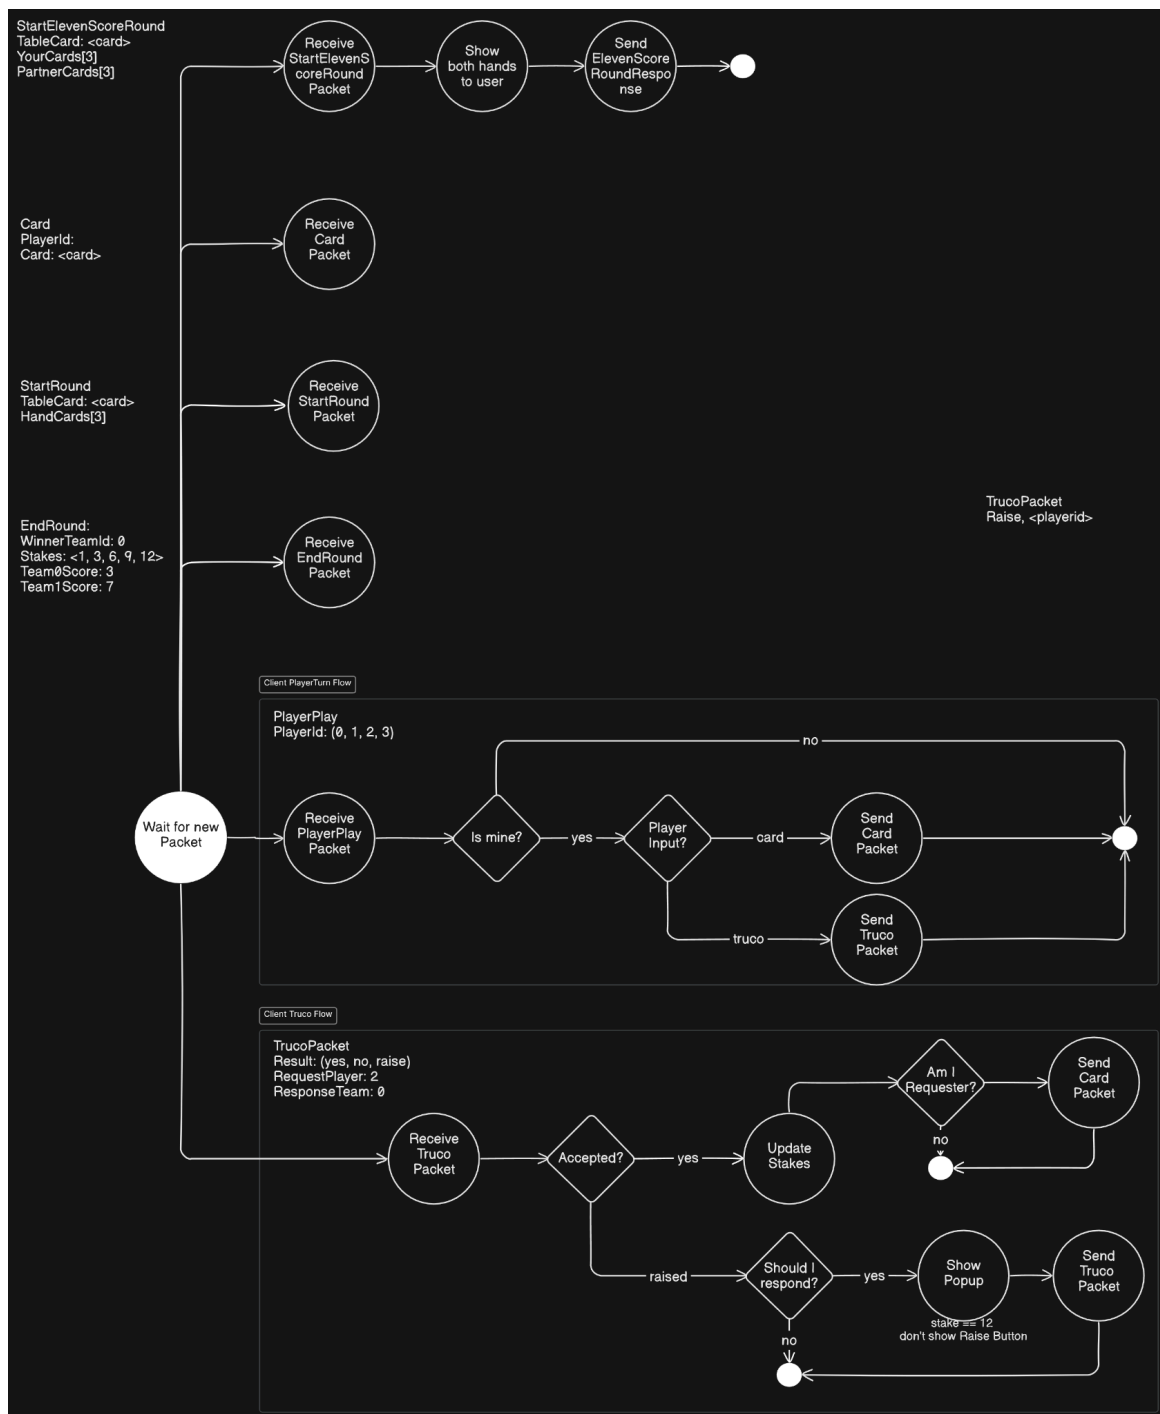 StartElevenScoreRound
TableCard: <card>
YourCards[3]
PartnerCards[3]
Receive
StartElevenS
coreRound
Packet
Show
both hands
to user
Send
ElevenScore
RoundRespo
nse
Card
PlayerId:
Card: <card>
Receive
Card
Packet
StartRound
TableCard: <card>
HandCards[3]
Receive
StartRound
Packet
TrucoPacket
Raise, <playerid>
EndRound:
WinnerTeamId: 0
Stakes: <1, 3, 6, 9, 12>
Team0Score: 3
Team1Score: 7
Receive
EndRound
Packet
Client PlayerTurn Flow
PlayerPlay
PlayerId: (0, 1, 2, 3)
no
Wait for new
Packet
Receive
PlayerPlay
Packet
Is mine?
yes
Player
Input?
card
Send
Card
Packet
truco
Send
Truco
Packet
Client Truco Flow
TrucoPacket
Result: (yes, no, raise)
RequestPlayer: 2
ResponseTeam: 0
Am I
Requester?
Send
Card
Packet
no
Receive
Truco
Packet
Accepted?
yes
Update
Stakes
raised
Should I
respond?
yes
Show
Popup
Send
Truco
Packet
stake == 12
don't show Raise Button
no